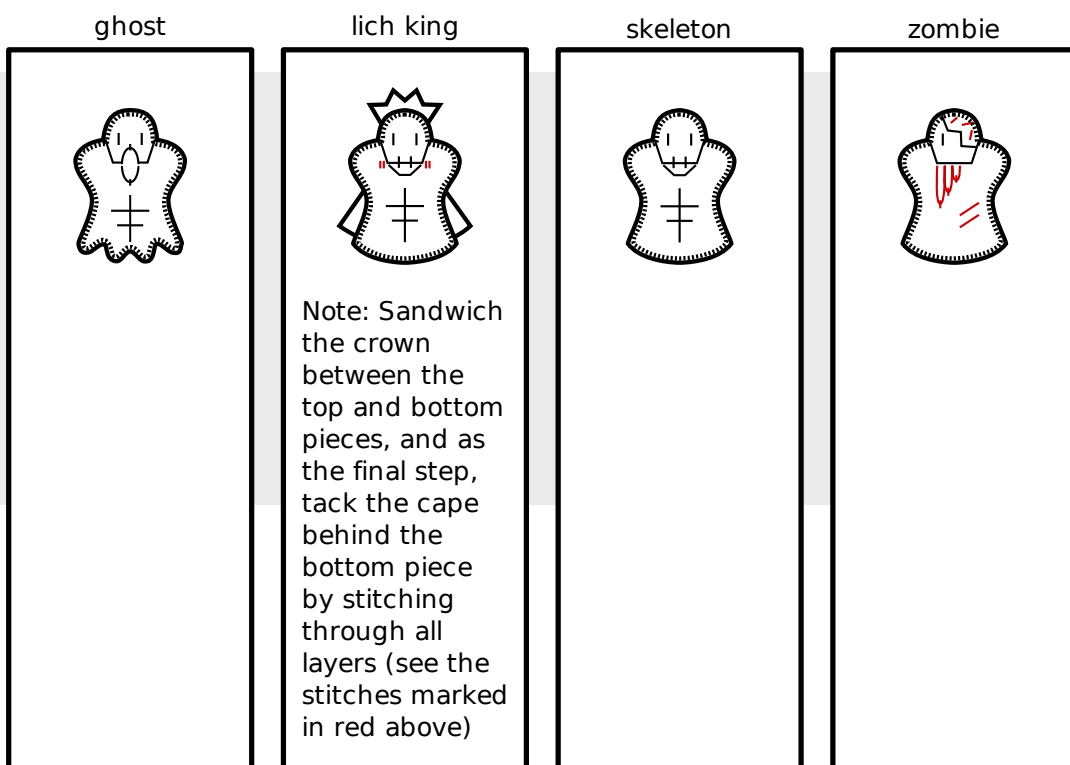 ghost
lich king
skeleton
zombie
Note: Sandwich
the crown
between the
top and bottom
pieces, and as
the final step,
tack the cape
behind the
bottom piece
by stitching
through all
layers (see the
stitches marked
in red above)